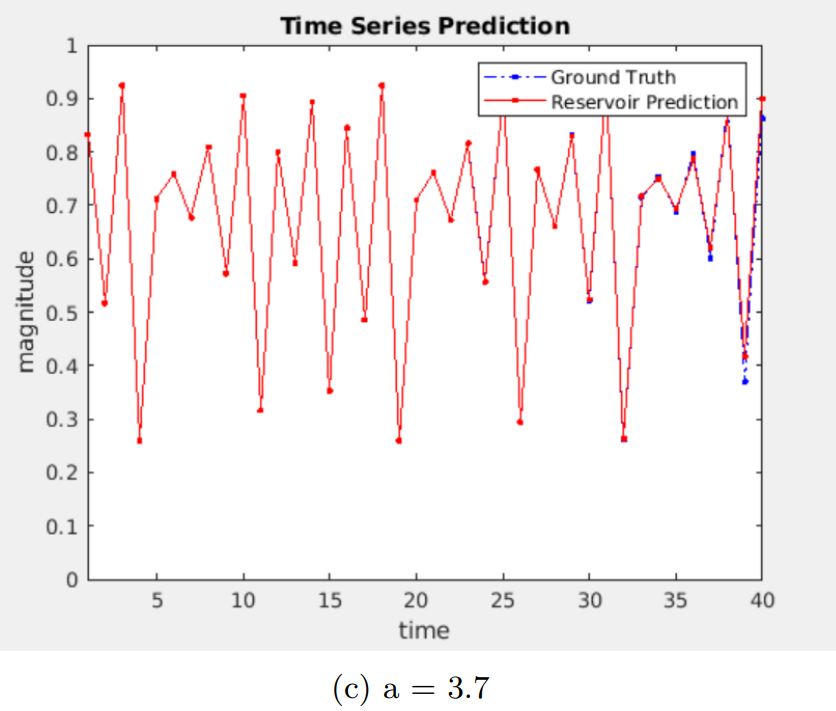 Time Series Prediction
1
Ground Truth
0.9
Reservoir Prediction
0.8
0.7
0.6
0.5
0.4
0.3
0.2
0.1
0
magnitude
5 10 15 20 25 30 35 40
time
(c) a = 3.7